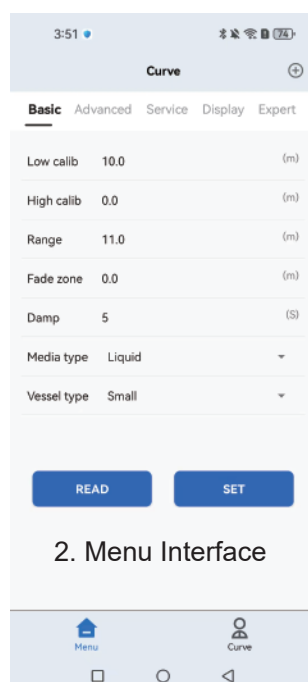 3:51 74
Curve
Basic Advanced Service Display Expert
Low calib 10.0 (m)
High calib 0.0 (m)
Range 11.0 (m)
Fade zone 0.0 (m)
Damp 5 (S)
Media type Liquid
Vessel type Small
READ SET
2. Menu Interface
Menu Curve